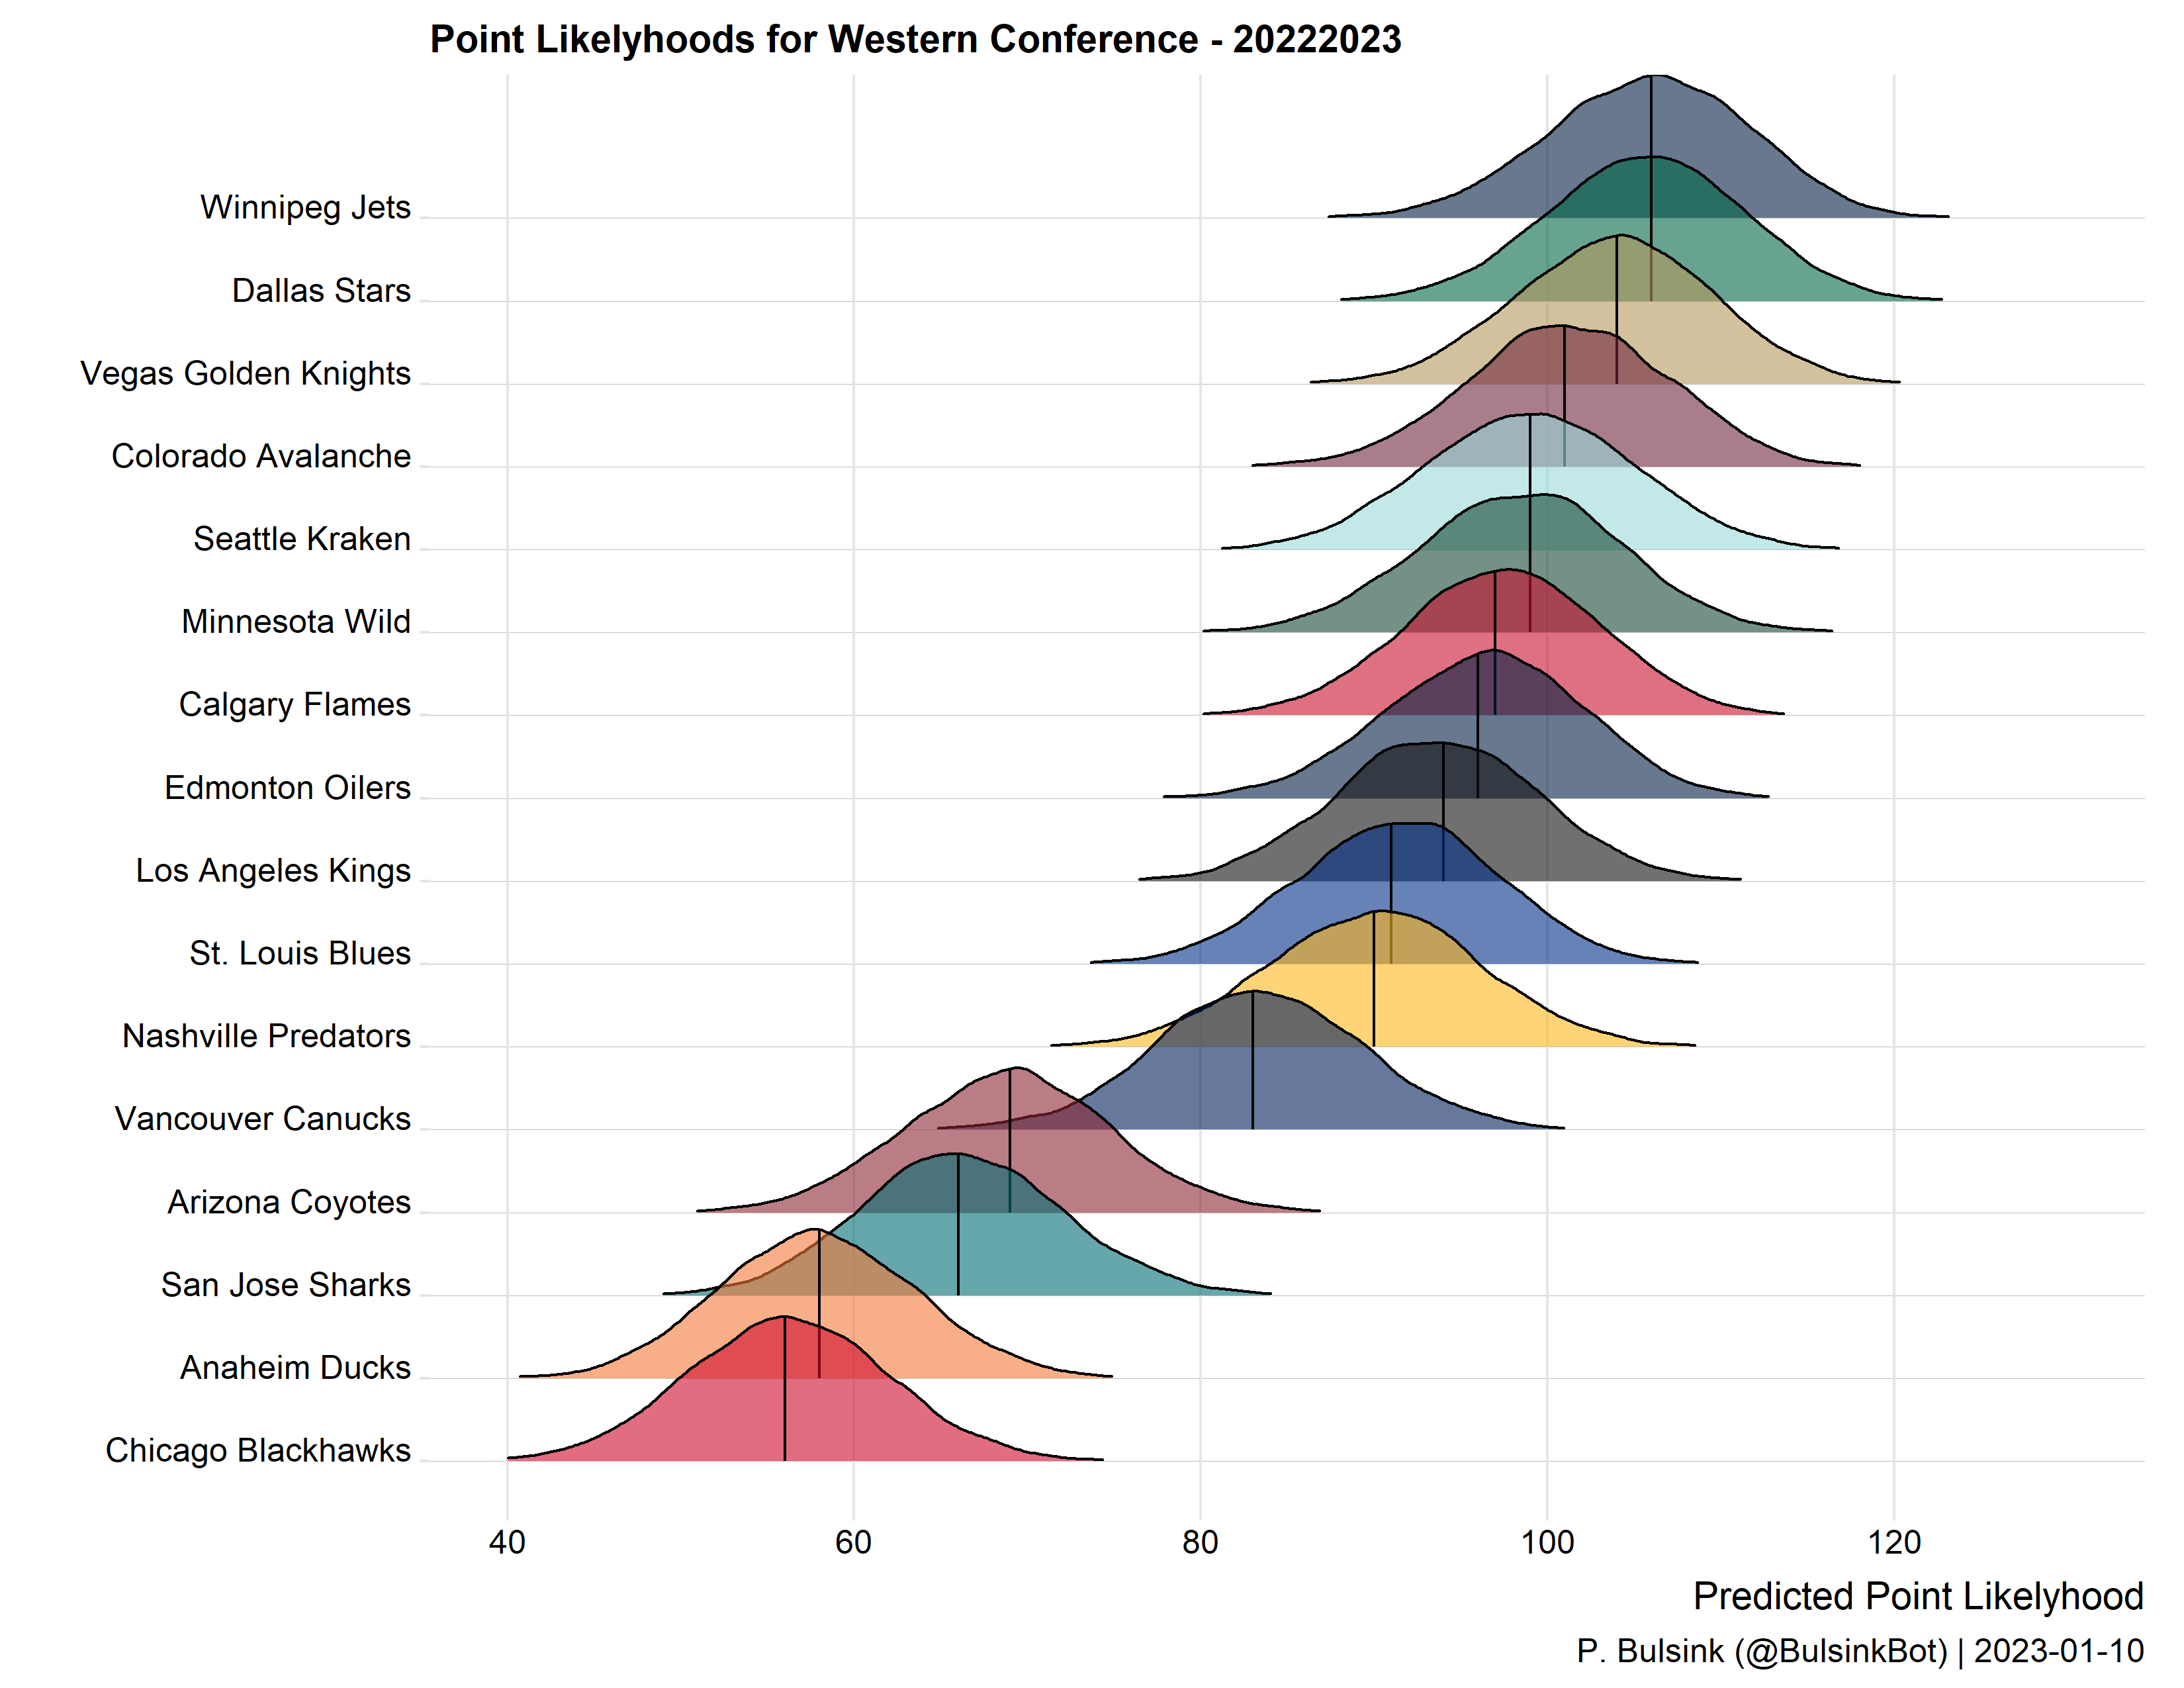 Point Likelyhoods for Western Conference - 20222023
Winnipeg Jets
Dallas Stars
Vegas Golden Knights
Colorado Avalanche
Seattle Kraken
Minnesota Wild
Calgary Flames
Edmonton Oilers
Los Angeles Kings
St. Louis Blues
Nashville Predators
Vancouver Canucks
Arizona Coyotes
San Jose Sharks
Anaheim Ducks
Chicago Blackhawks
40 60 80 100 120
Predicted Point Likelyhood
P. Bulsink (@BulsinkBot) | 2023-01-10